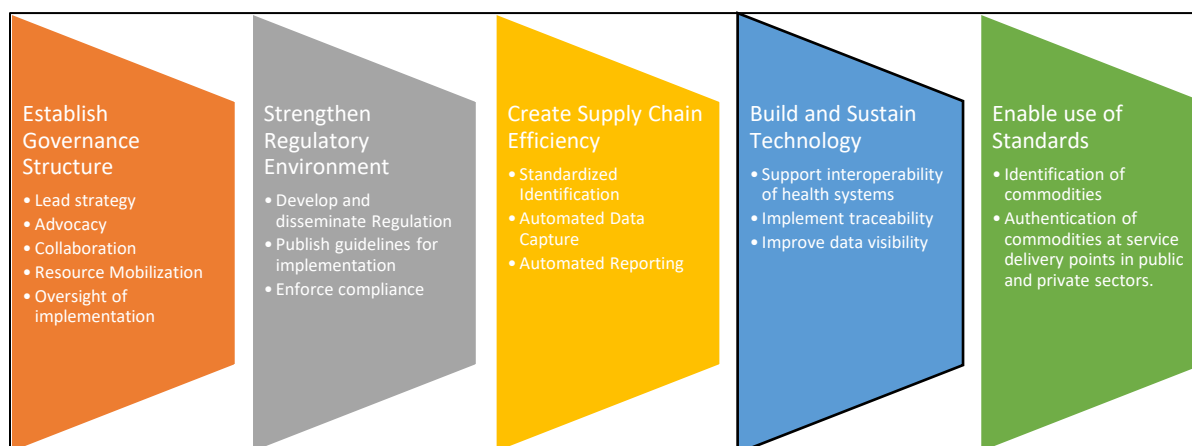 Establish
Governance
Structure
• Lead strategy
• Advocacy
• Collaboration
• Resource Mobilization
• Oversight of
implementation
Strengthen
Regulatory
Environment
• Develop and
disseminate Regulation
• Publish guidelines for
implementation
• Enforce compliance
Create Supply Chain
Efficiency
• Standardized
Identification
• Automated Data
Capture
• Automated Reporting
Build and Sustain
Technology
• Support interoperability
of health systems
• Implement traceability
• Improve data visibility
Enable use of
Standards
• Identification of
commodities
• Authentication of
commodities at service
delivery points in public
and private sectors.